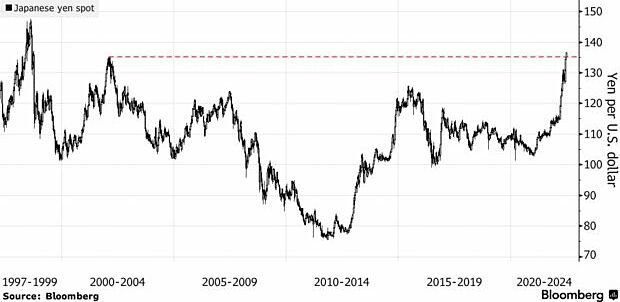 Japanese yen spot
150
140
130
120
110
100
90
80
70
Yen per U.S. dollar
1997-1999 2000-2004 2005-2009 2010-2014 2015-2019 2020-2024
Source: Bloomberg
Bloomberg